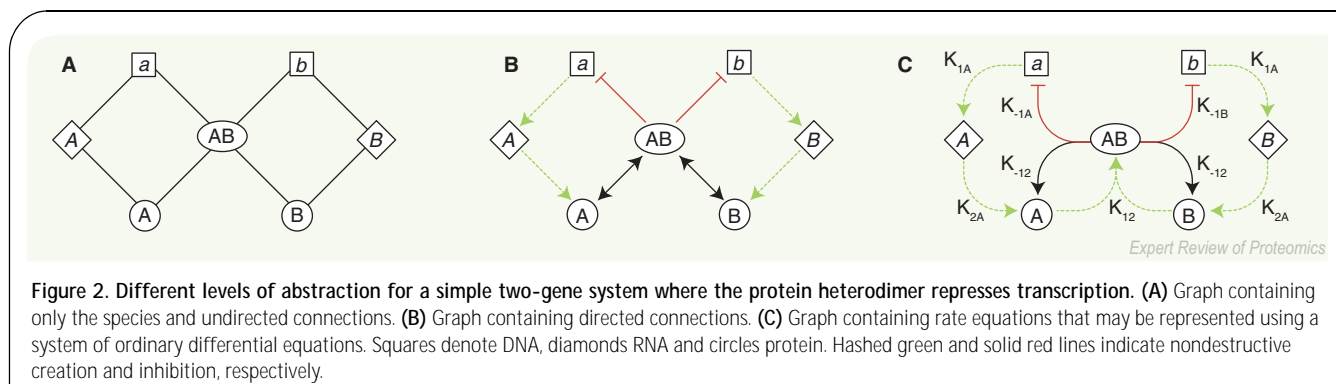 A
a
b
A
AB
B
A
B
B
a
b
A
AB
B
A
B
C
K1A
a
b
K1A
K-1A
K-1B
A
AB
B
K-12
K-12
K2A
A
K12
B
K2A
Expert Review of Proteomics
Figure 2. Different levels of abstraction for a simple two-gene system where the protein heterodimer represses transcription. (A) Graph containing
only the species and undirected connections. (B) Graph containing directed connections. (C) Graph containing rate equations that may be represented using a
system of ordinary differential equations. Squares denote DNA, diamonds RNA and circles protein. Hashed green and solid red lines indicate nondestructive
creation and inhibition, respectively.